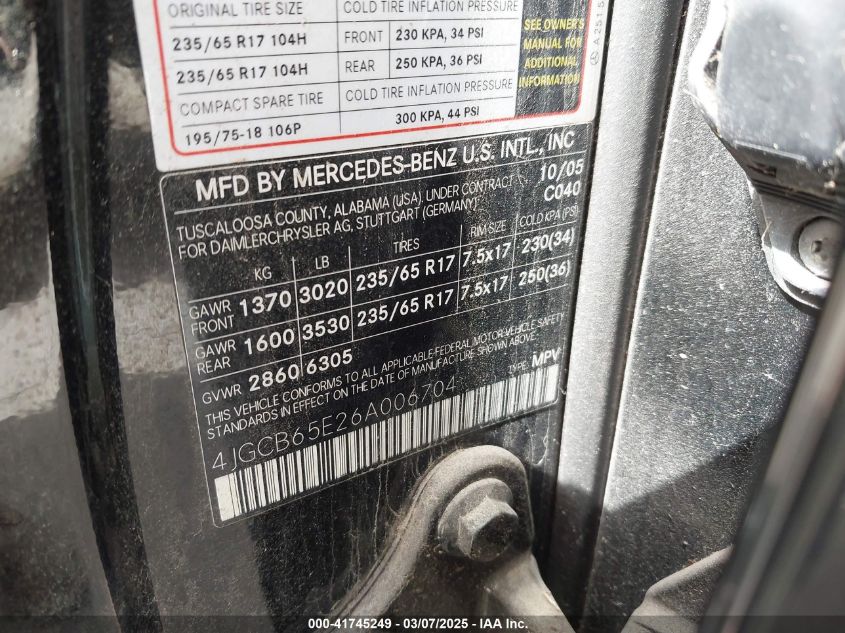 ORIGINAL TIRE SIZE COLD TIRE INFLATION PRESSURE
235/65 R17 104H FRONT 230 KPA, 34 PSI
235/65 R17 104H REAR 250 KPA, 36 PSI
COMPACT SPARE TIRE COLD TIRE INFLATION PRESSURE
195/75-18 106P 300 KPA, 44 PSI
SEE OWNER'S
MANUAL FOR
ADDITIONAL
INFORMATION
A2515
MFD BY MERCEDES-BENZ U.S. INTL., INC
TUSCALOOSA COUNTY, ALABAMA (USA), UNDER CONTRACT 10/05
FOR DAIMLERCHRYSLER AG, STUTTGART (GERMANY) C040
KG LB TIRES RIM SIZE COLD KPA(PSI)
GAWR FRONT 1370 3020 235/65 R17 7.5x17 230(34)
GAWR REAR 1600 3530 235/65 R17 7.5x17 250(36)
GVWR 2860 6305
THIS VEHICLE CONFORMS TO ALL APPLICABLE FEDERAL MOTOR VEHICLE SAFETY
STANDARDS IN EFFECT ON THE DATE OF MANUFACTURE SHOWN ABOVE.
4JGCB65E26A006704 TYPE: MPV
000-41745249 - 03/07/2025 - IAAI.com